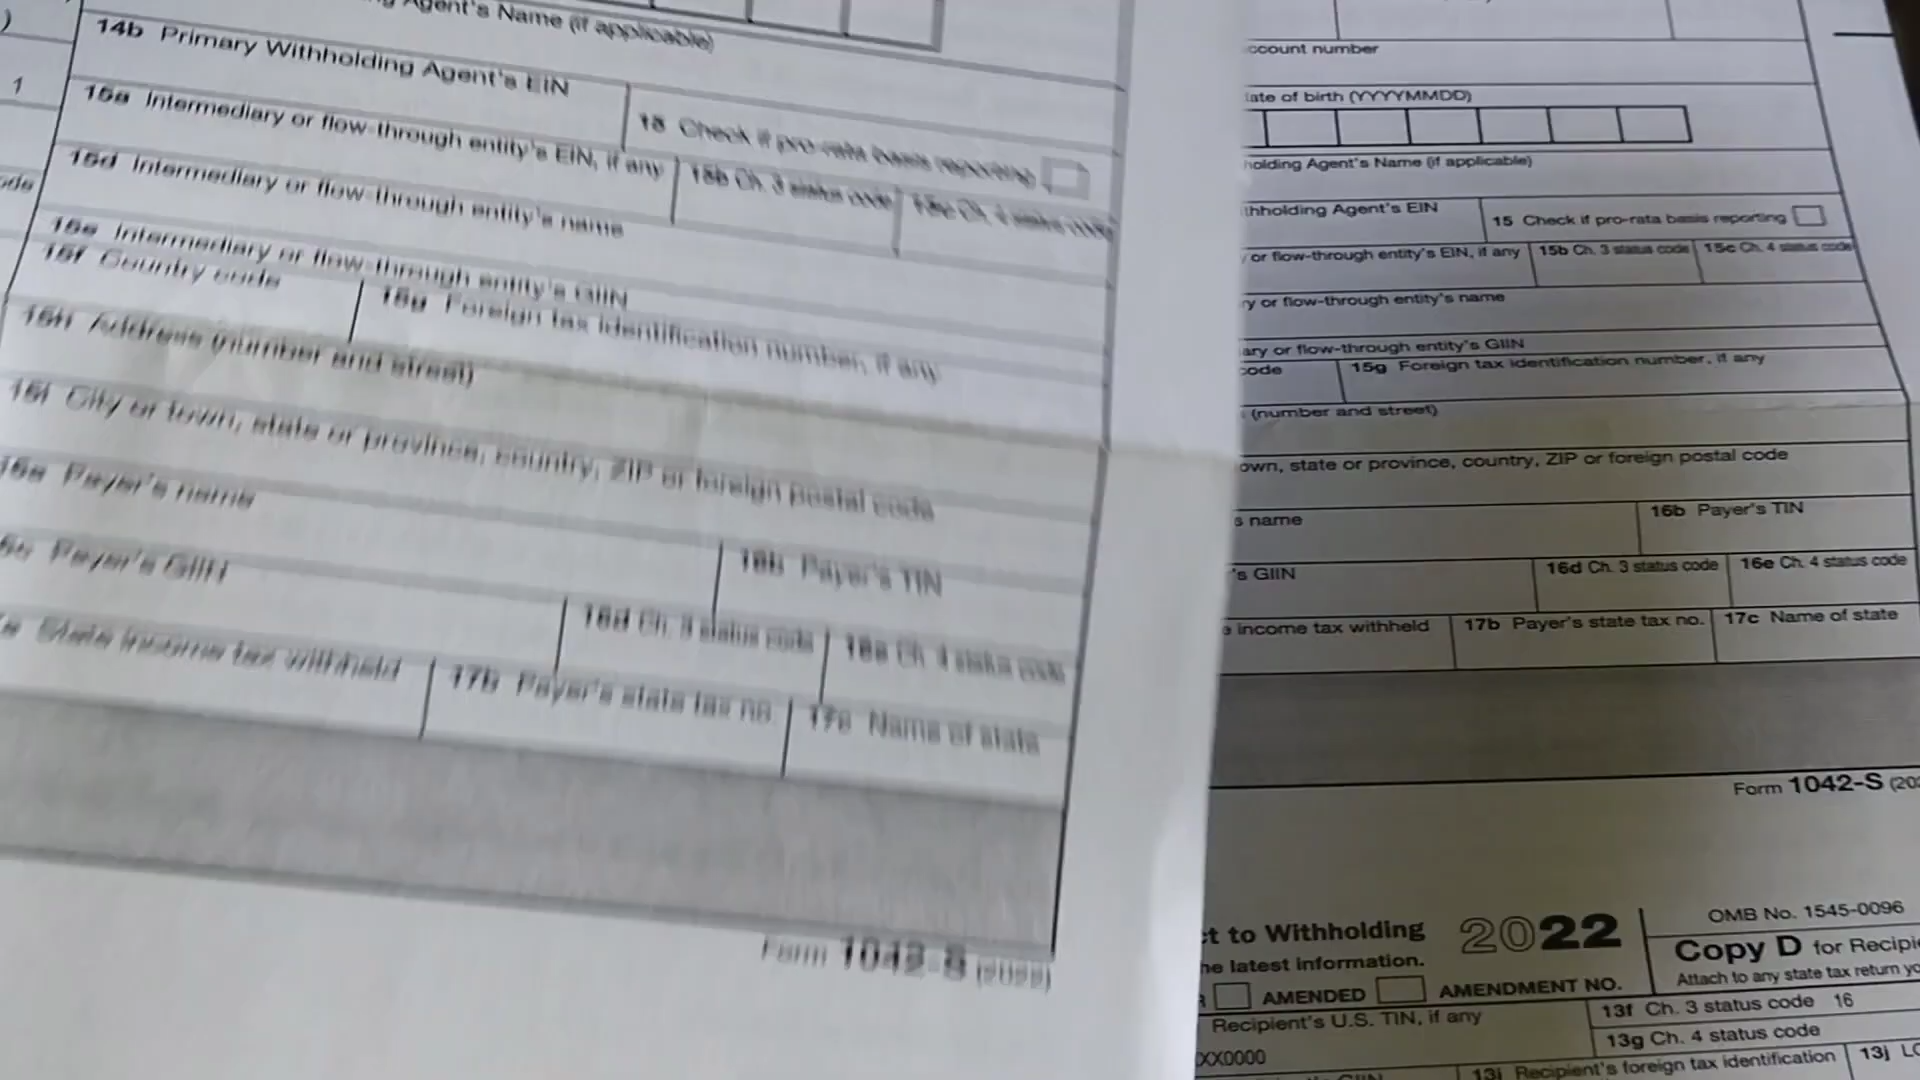 Agent's Name (if applicable)
14b Primary Withholding Agent's EIN
1
15 Check if pro-rata basis reporting
15a Intermediary or flow-through entity's EIN, if any
15b Ch. 3 status code
15c Ch. 4 status code
15d Intermediary or flow-through entity's name
15e Intermediary or flow-through entity's GIIN
15f Country code
15g Foreign tax identification number, if any
15h Address (number and street)
15i City or town, state or province, country, ZIP or foreign postal code
16a Payer's name
16b Payer's TIN
Payer's GIIN
16d Ch. 3 status code
16e Ch. 4 status code
State income tax withheld
17b Payer's state tax no
17c Name of state
Form 1042-S (2022)
ccount number
ate of birth (YYYYMMDD)
holding Agent's Name (if applicable)
hholding Agent's EIN
15 Check if pro-rata basis reporting
or flow-through entity's EIN, if any
15b Ch. 3 status code
15c Ch. 4 status code
ry or flow-through entity's name
ary or flow-through entity's GIIN
code
15g Foreign tax identification number, if any
(number and street)
own, state or province, country, ZIP or foreign postal code
s name
16b Payer's TIN
's GIIN
16d Ch. 3 status code
16e Ch. 4 status code
income tax withheld
17b Payer's state tax no.
17c Name of state
Form 1042-S (202
t to Withholding
2022
OMB No. 1545-0096
he latest information.
Copy D for Recipie
Attach to any state tax return yo
AMENDED
AMENDMENT NO.
Recipient's U.S. TIN, if any
XX0000
13f Ch. 3 status code 16
13g Ch. 4 status code
13i Recipient's foreign tax identification
13j LO